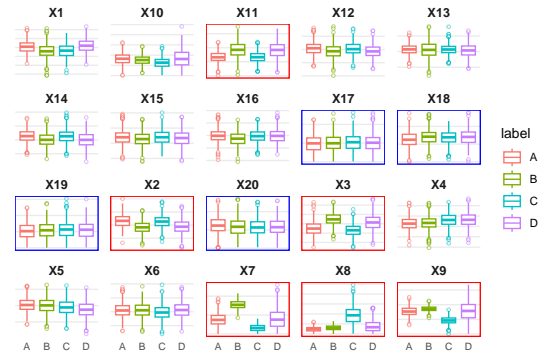 X1 X10 X11 X12 X13
X14 X15 X16 X17 X18
label
A
B
C
D
X19 X2 X20 X3 X4
X5 X6 X7 X8 X9
A B C D A B C D A B C D A B C D A B C D